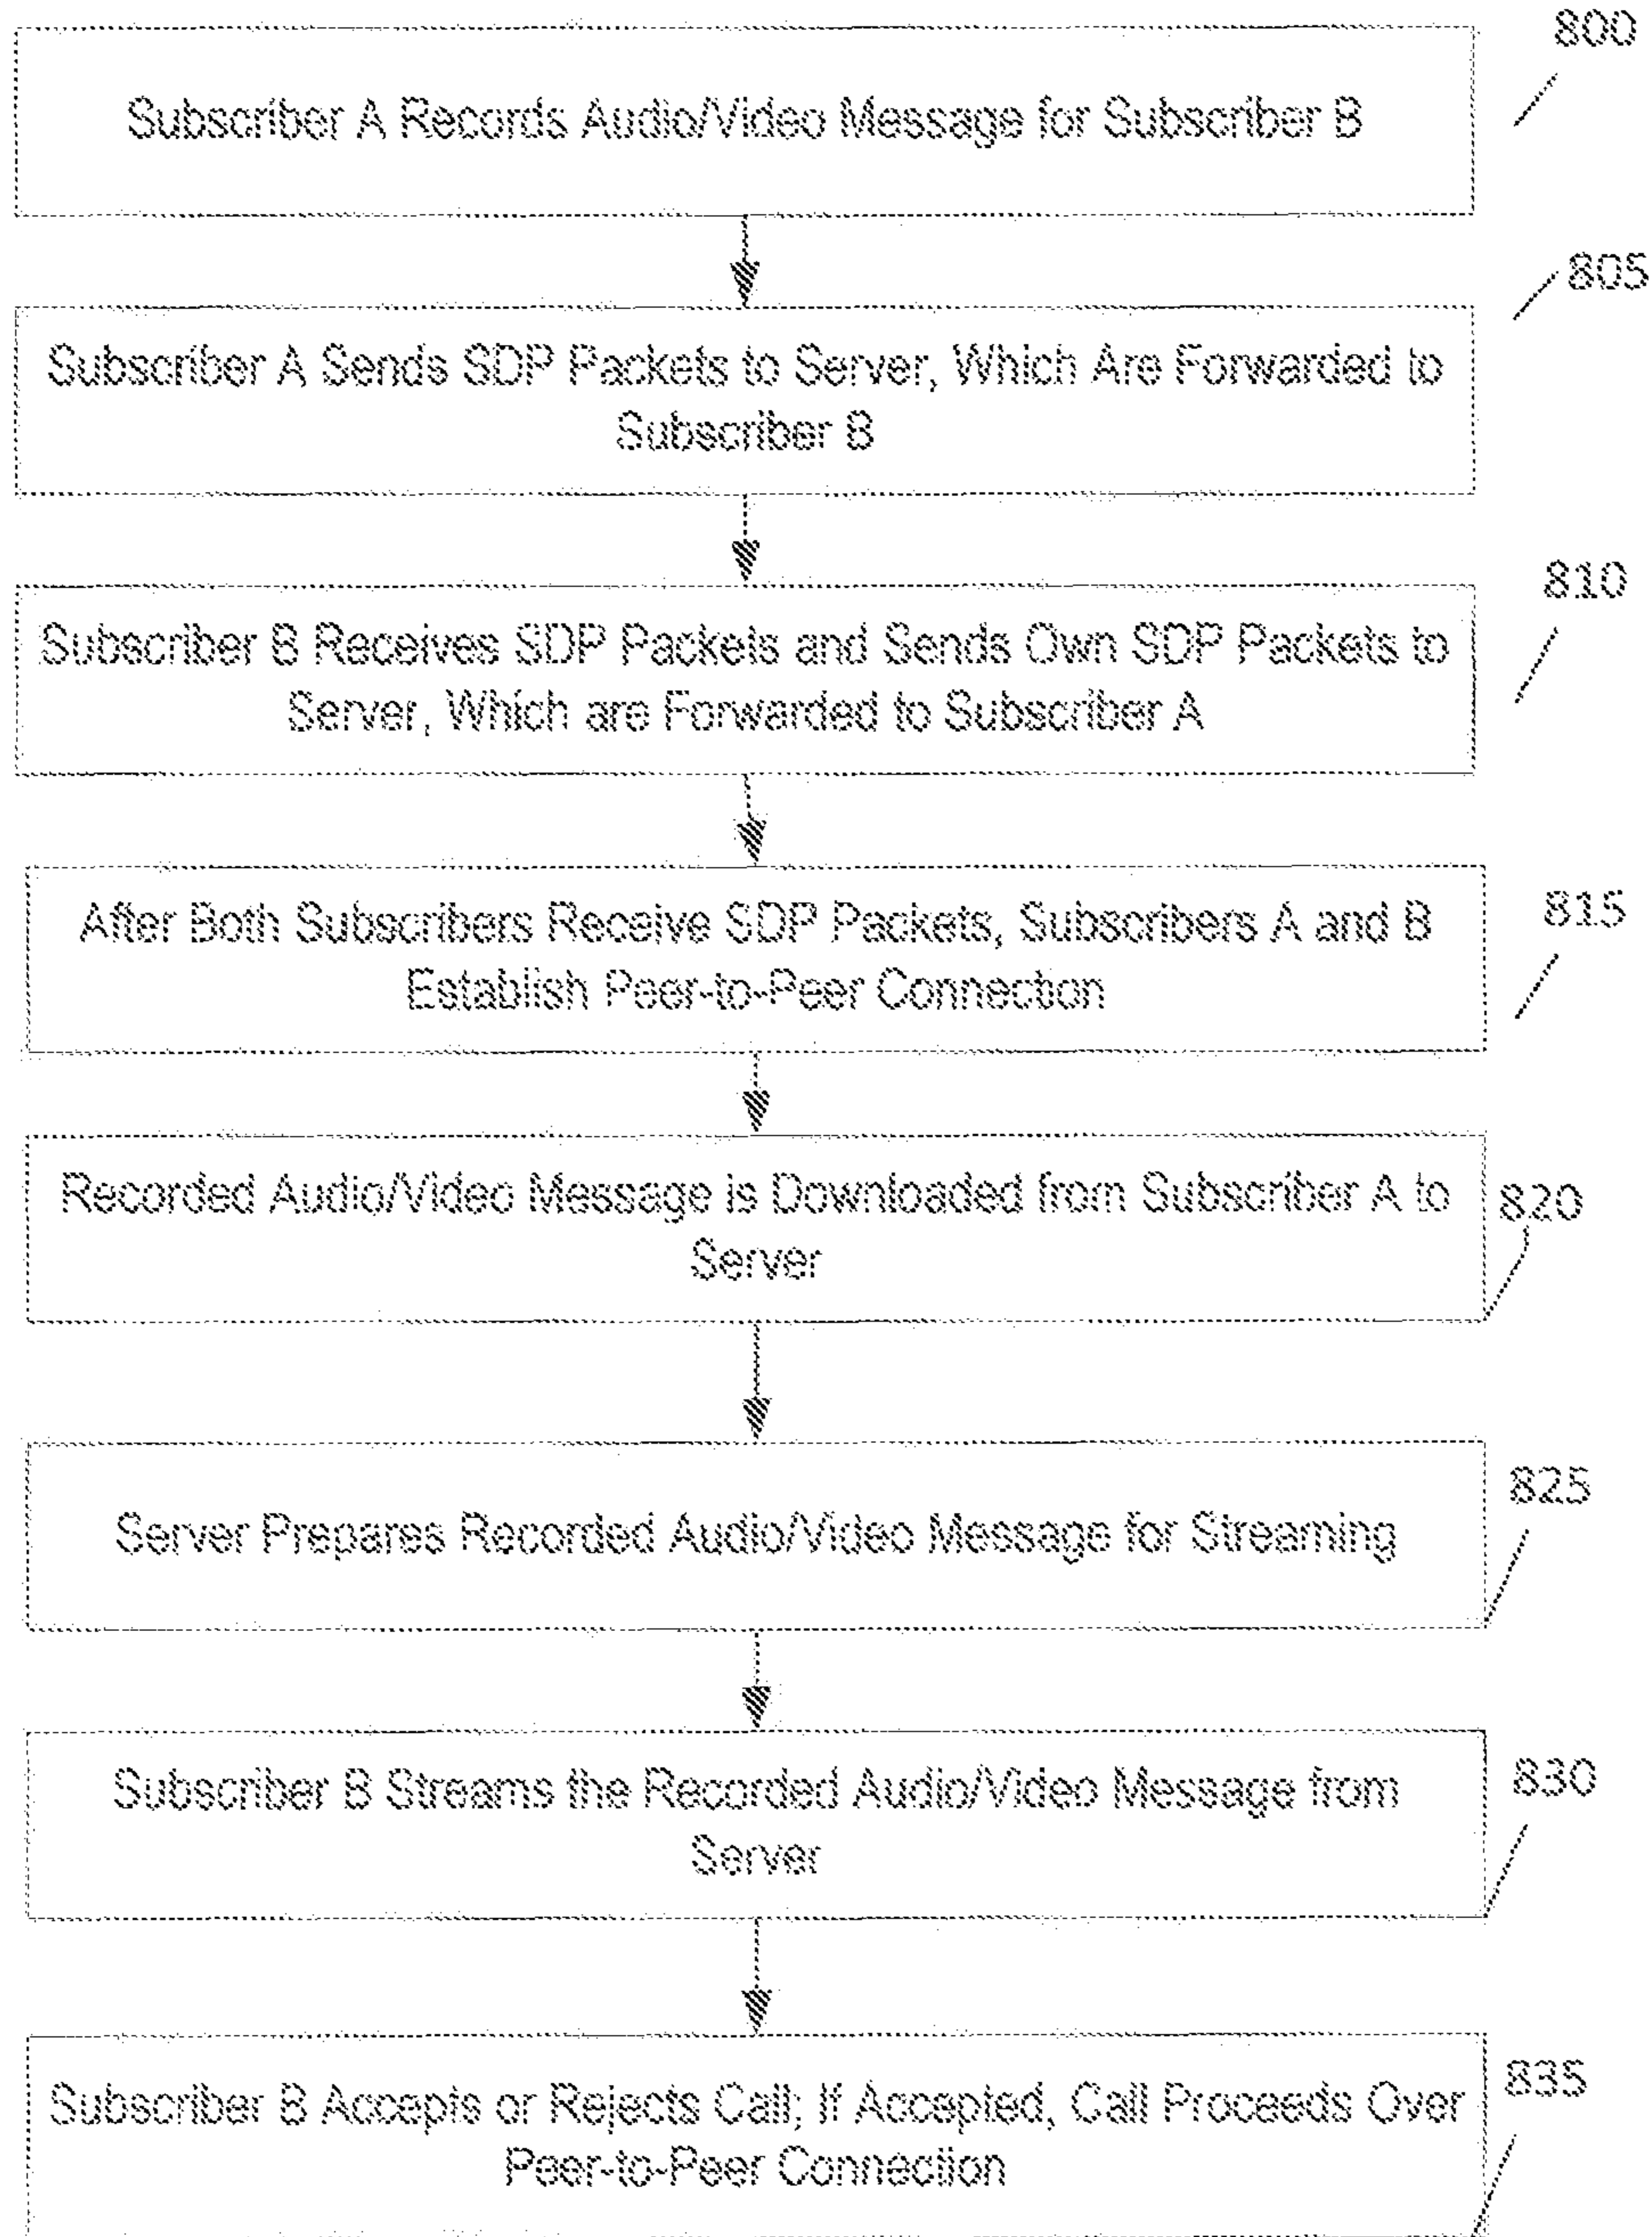 800
Subscriber A Records Audio/Video Message for Subscriber B
805
Subscriber A Sends SDP Packets to Server, Which Are Forwarded to
Subscriber B
810
Subscriber B Receives SDP Packets and Sends Own SDP Packets to
Server, Which are Forwarded to Subscriber A
815
After Both Subscribers Receive SDP Packets, Subscribers A and B
Establish Peer-to-Peer Connection
Recorded Audio/Video Message is Downloaded from Subscriber A to
Server
820
825
Server Prepares Recorded Audio/Video Message for Streaming
Subscriber B Streams the Recorded Audio/Video Message from
Server
830
835
Subscriber B Accepts or Rejects Call; If Accepted, Call Proceeds Over
Peer-to-Peer Connection